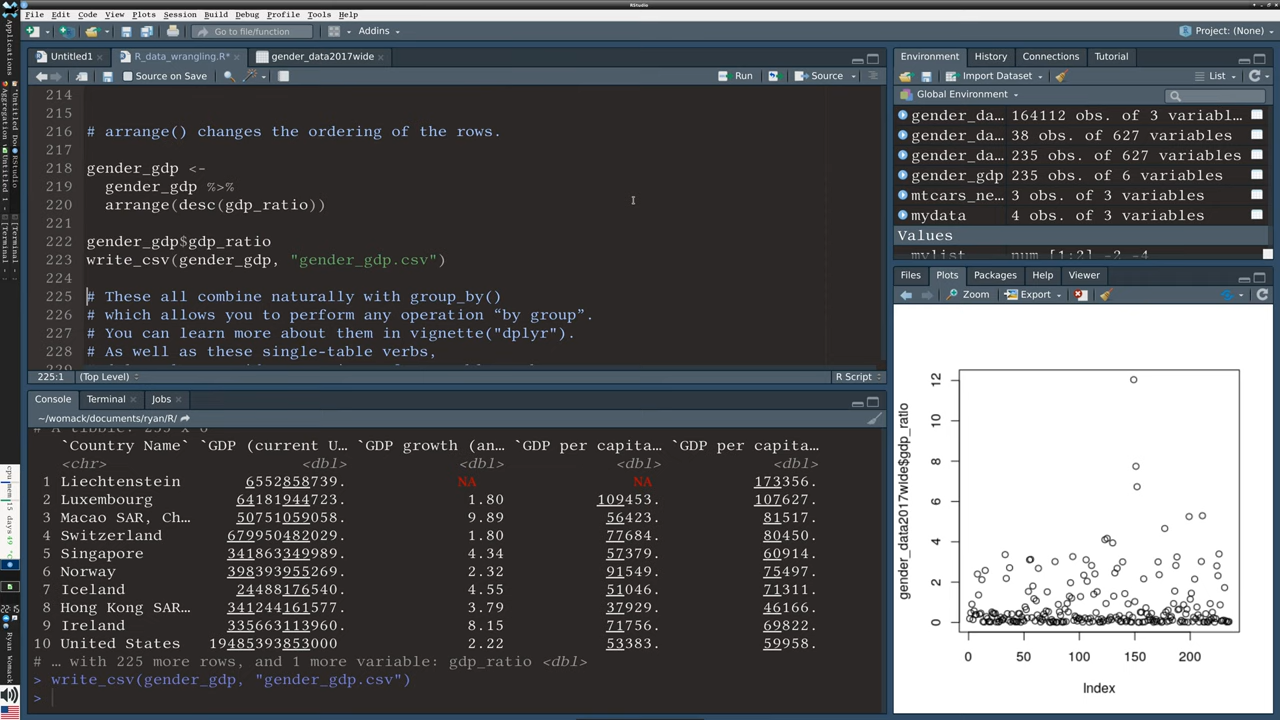 RStudio
File Edit Code View Plots Session Build Debug Profile Tools Help
Go to file/function Addins Project: (None)
Untitled1 R_data_wrangling.R* gender_data2017wide
Source on Save Run Source
214
215
216 # arrange() changes the ordering of the rows.
217
218 gender_gdp <-
219 gender_gdp %>%
220 arrange(desc(gdp_ratio))
221
222 gender_gdp$gdp_ratio
223 write_csv(gender_gdp, "gender_gdp.csv")
224
225 # These all combine naturally with group_by()
226 # which allows you to perform any operation “by group”.
227 # You can learn more about them in vignette("dplyr").
228 # As well as these single-table verbs,
225:1 (Top Level) R Script
Console Terminal Jobs
~/womack/documents/ryan/R/
`Country Name` `GDP (current U… `GDP growth (an… `GDP per capita… `GDP per capita…
<chr> <dbl> <dbl> <dbl> <dbl>
1 Liechtenstein 6552858739. NA NA 173356.
2 Luxembourg 64181944723. 1.80 109453. 107627.
3 Macao SAR, Ch… 50751059058. 9.89 56423. 81517.
4 Switzerland 679950482005. 1.80 77684. 80450.
5 Singapore 341863349989. 4.34 57379. 60914.
6 Norway 398393955269. 2.32 91549. 75497.
7 Iceland 24488176540. 4.55 51046. 71311.
8 Hong Kong SAR… 341244161577. 3.79 37929. 46166.
9 Ireland 335663113960. 8.15 71756. 69822.
10 United States 19485393853000 2.22 53383. 59958.
# … with 225 more rows, and 1 more variable: gdp_ratio <dbl>
> write_csv(gender_gdp, "gender_gdp.csv")
>
Environment History Connections Tutorial
Import Dataset List
Global Environment
gender_da… 164112 obs. of 3 variabl…
gender_da… 38 obs. of 627 variables
gender_da… 235 obs. of 627 variables
gender_gdp 235 obs. of 6 variables
mtcars_ne… 3 obs. of 3 variables
mydata 4 obs. of 3 variables
Values
mylist num [1:2] -2 -4
Files Plots Packages Help Viewer
Zoom Export
gender_data2017wide$gdp_ratio
12
10
8
6
4
2
0
0 50 100 150 200
Index
Applications
Ryan Womack